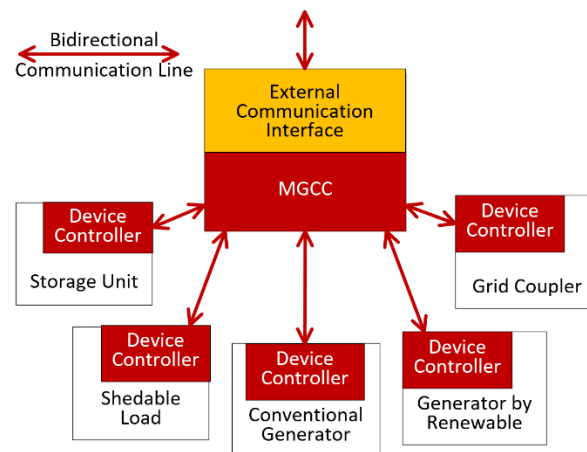 Bidirectional
Communication Line
External
Communication
Interface
MGCC
Device
Controller
Storage Unit
Device
Controller
Grid Coupler
Device
Controller
Shedable
Load
Device
Controller
Conventional
Generator
Device
Controller
Generator by
Renewable